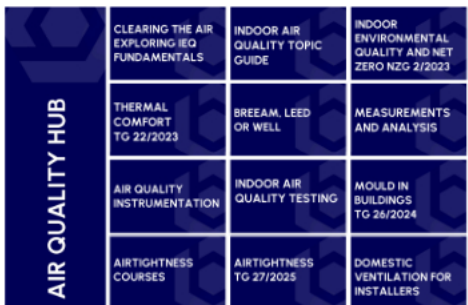 AIR QUALITY HUB
CLEARING THE AIR
EXPLORING IEQ
FUNDAMENTALS
INDOOR AIR
QUALITY TOPIC
GUIDE
INDOOR
ENVIRONMENTAL
QUALITY AND NET
ZERO NZG 2/2023
THERMAL
COMFORT
TG 22/2023
BREEAM, LEED
OR WELL
MEASUREMENTS
AND ANALYSIS
AIR QUALITY
INSTRUMENTATION
INDOOR AIR
QUALITY TESTING
MOULD IN
BUILDINGS
TG 26/2024
AIRTIGHTNESS
COURSES
AIRTIGHTNESS
TG 27/2025
DOMESTIC
VENTILATION FOR
INSTALLERS